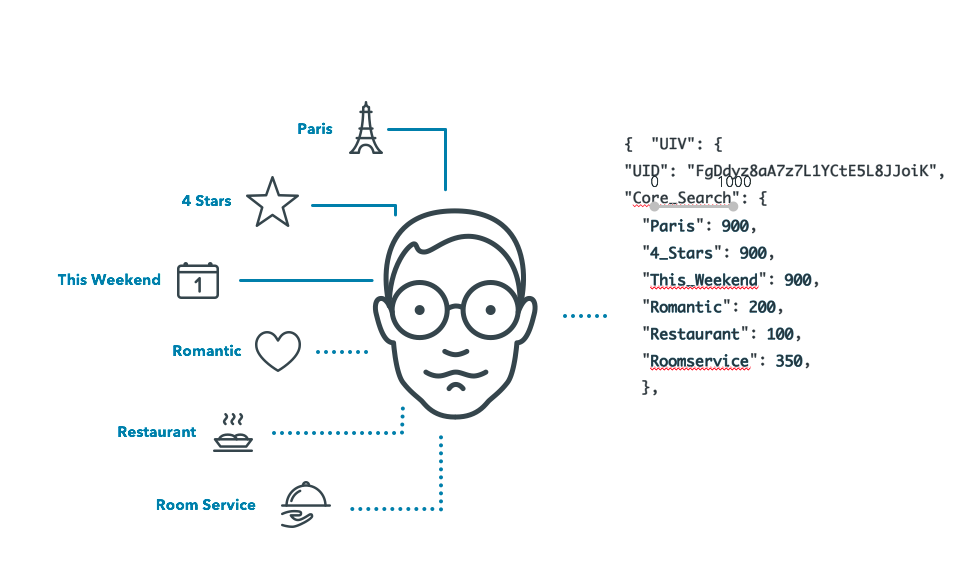 Paris
4 Stars
This Weekend
1
Romantic
Restaurant
Room Service
{  "UIV": {
"UID": "FgDdyz8aA7z7L1YCtE5L8JJoiK",
0 1000
"Core_Search": {
"Paris": 900,
"4_Stars": 900,
"This_Weekend": 900,
"Romantic": 200,
"Restaurant": 100,
"Roomservice": 350,
},